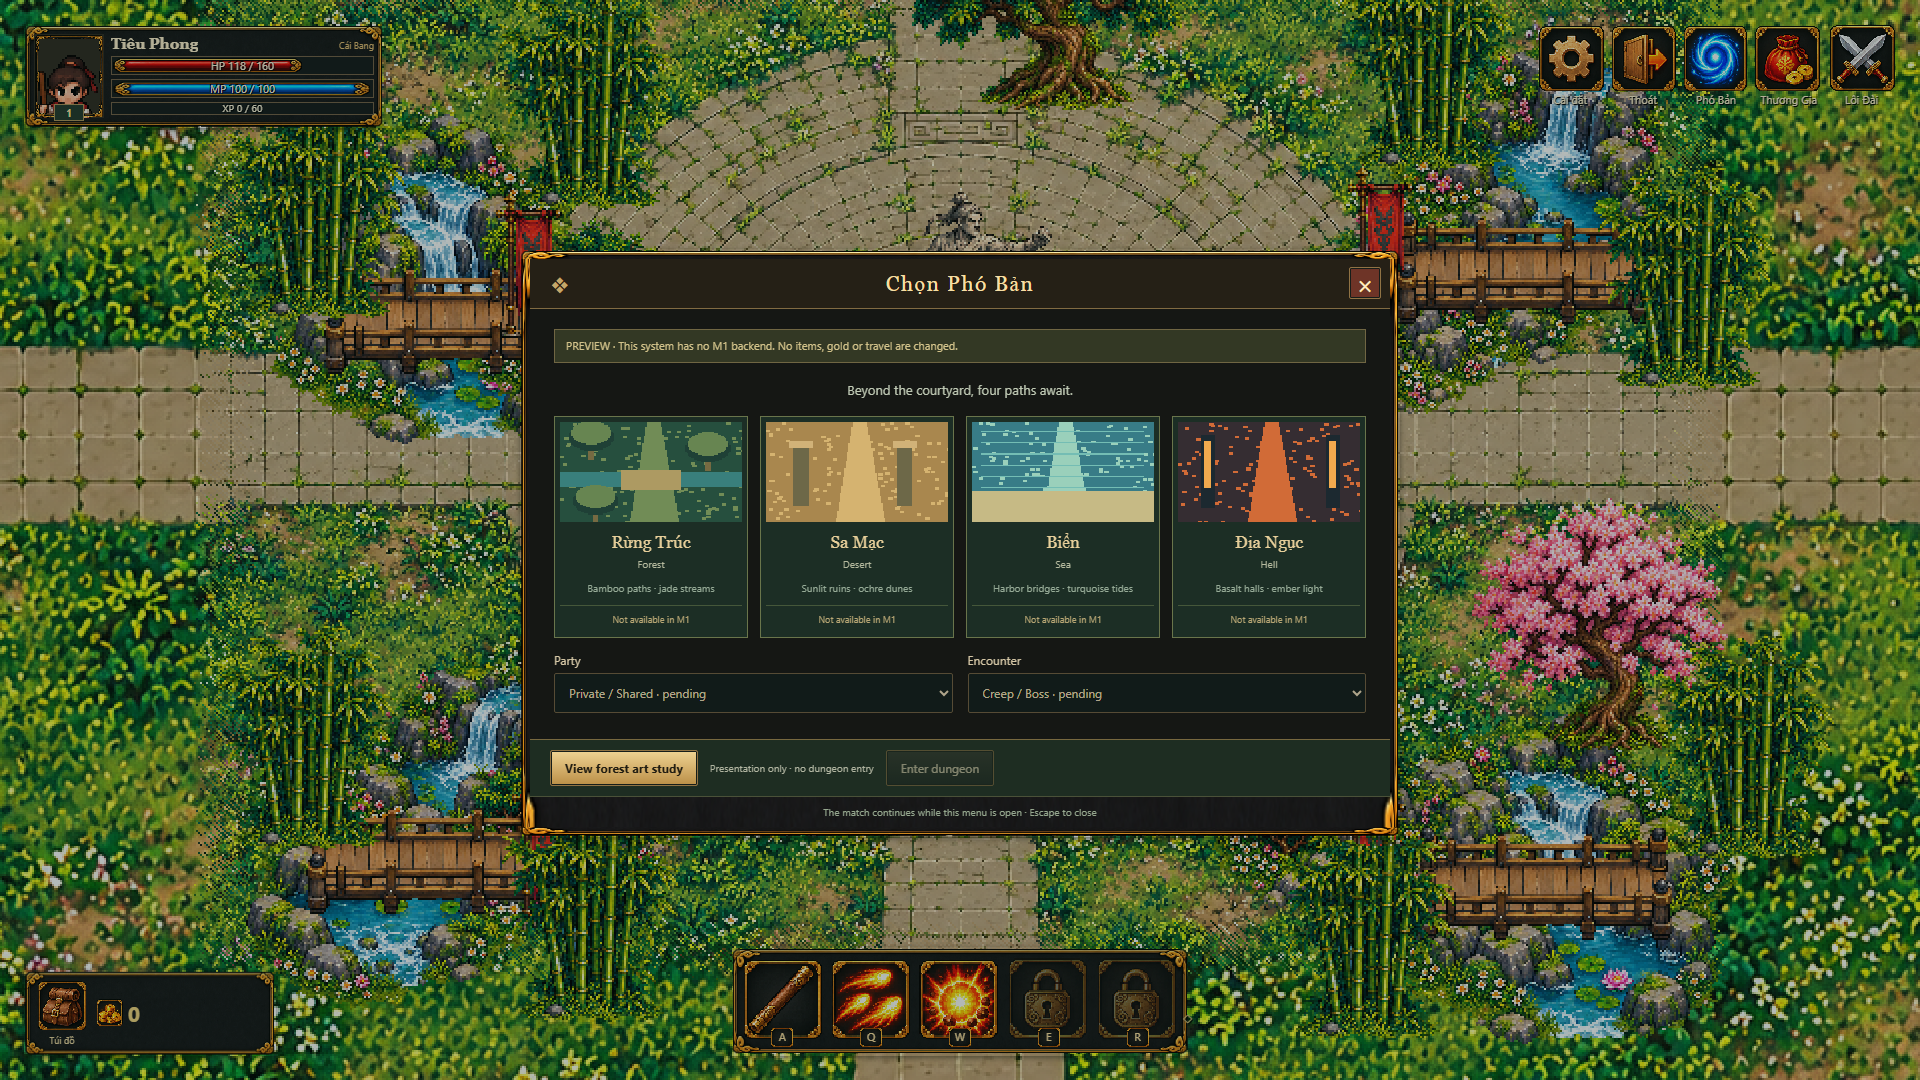 Tiêu Phong
Cái Bang
HP 118 / 160
MP 100 / 100
XP 0 / 60
1
Cài đặt
Thoát
Phó Bản
Thương Gia
Lôi Đài
Chọn Phó Bản
PREVIEW · This system has no M1 backend. No items, gold or travel are changed.
Beyond the courtyard, four paths await.
Rừng Trúc
Forest
Bamboo paths · jade streams
Not available in M1
Sa Mạc
Desert
Sunlit ruins · ochre dunes
Not available in M1
Biển
Sea
Harbor bridges · turquoise tides
Not available in M1
Địa Ngục
Hell
Basalt halls · ember light
Not available in M1
Party
Private / Shared · pending
Encounter
Creep / Boss · pending
View forest art study
Presentation only · no dungeon entry
Enter dungeon
The match continues while this menu is open · Escape to close
0
Túi đồ
A
Q
W
E
R